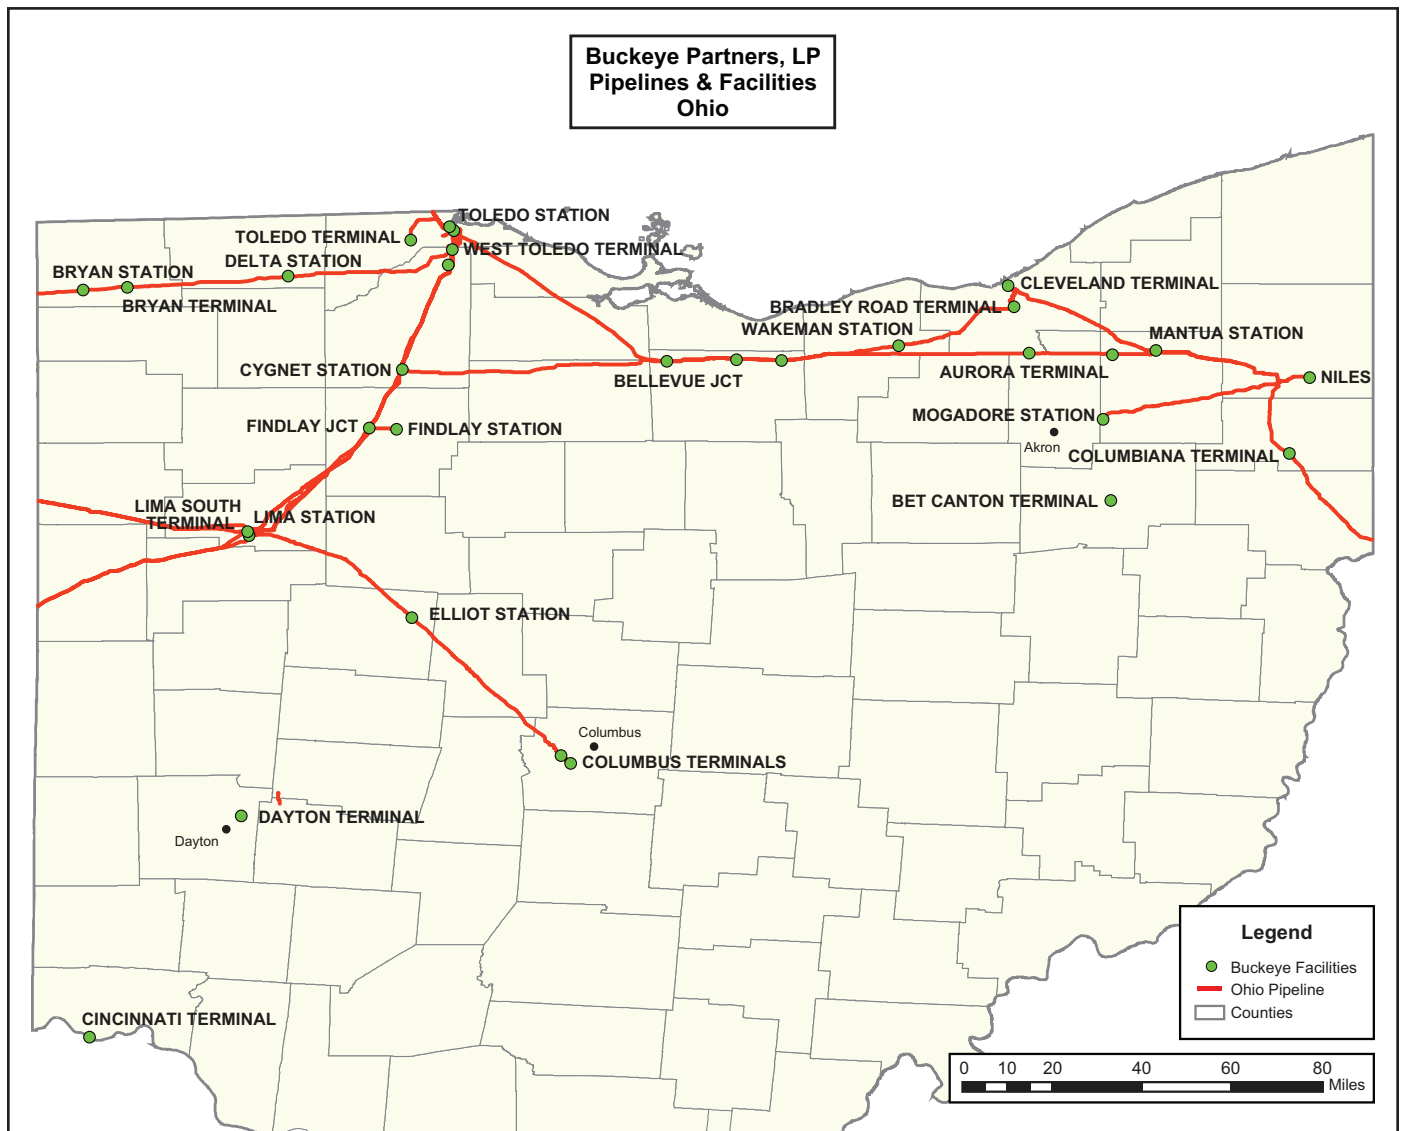 Buckeye Partners, LP
Pipelines & Facilities
Ohio
TOLEDO STATION
TOLEDO TERMINAL
WEST TOLEDO TERMINAL
DELTA STATION
BRYAN STATION
BRYAN TERMINAL
CLEVELAND TERMINAL
BRADLEY ROAD TERMINAL
WAKEMAN STATION
MANTUA STATION
CYGNET STATION
BELLEVUE JCT
AURORA TERMINAL
NILES
MOGADORE STATION
FINDLAY JCT
FINDLAY STATION
Akron
COLUMBIANA TERMINAL
BET CANTON TERMINAL
LIMA SOUTH
TERMINAL
LIMA STATION
ELLIOT STATION
Columbus
COLUMBUS TERMINALS
DAYTON TERMINAL
Dayton
CINCINNATI TERMINAL
Legend
Buckeye Facilities
Ohio Pipeline
Counties
0 10 20 40 60 80
Miles